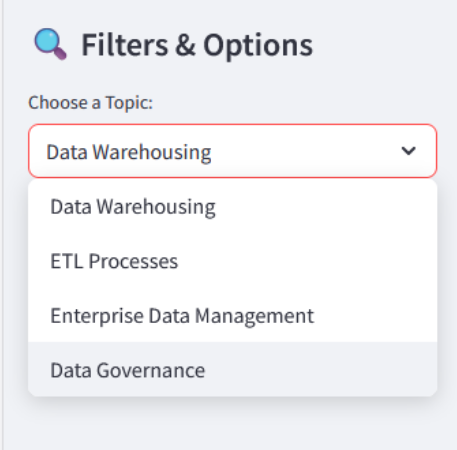 Filters & Options
Choose a Topic:
Data Warehousing
Data Warehousing
ETL Processes
Enterprise Data Management
Data Governance